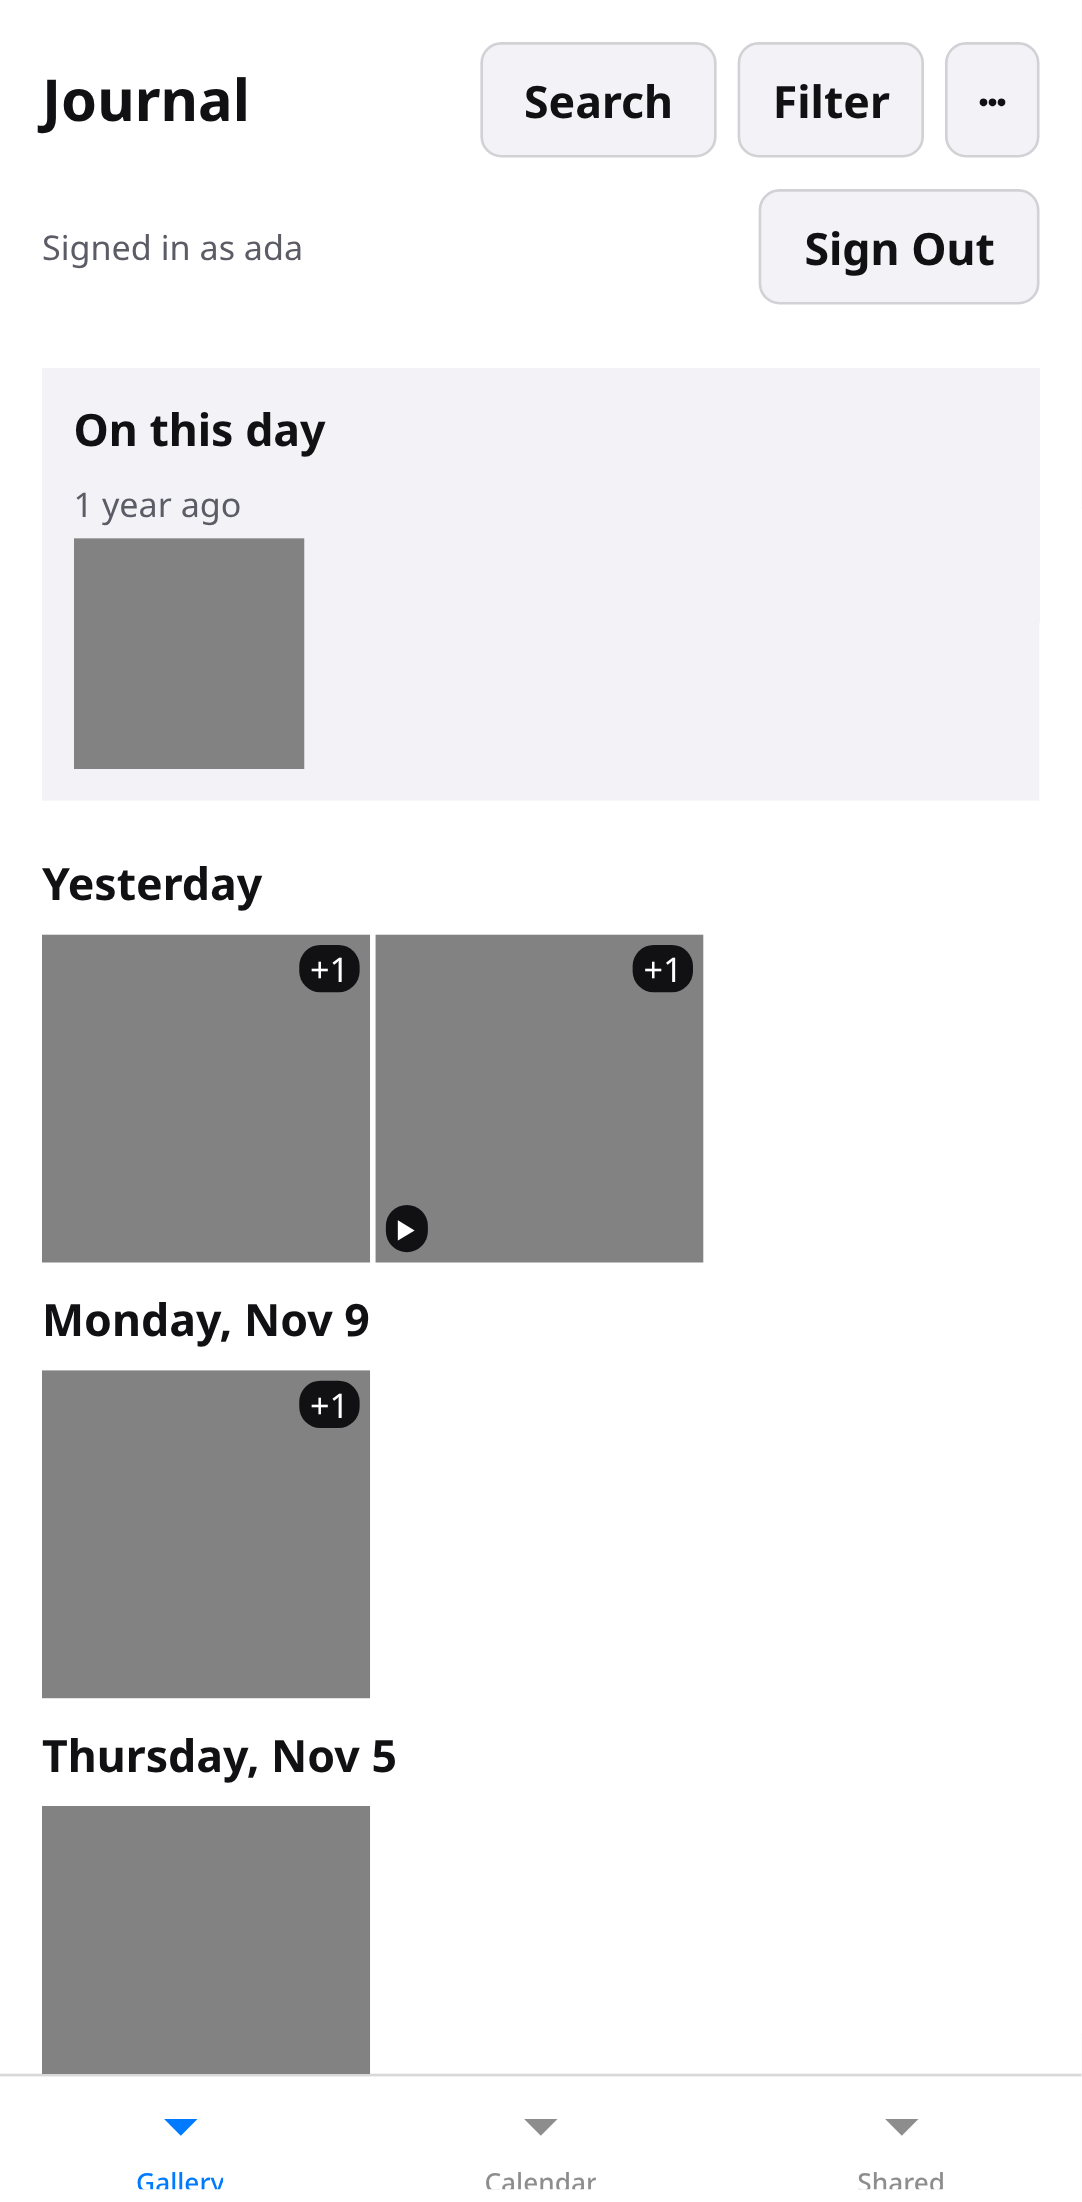 Journal
Search
Filter
...
Signed in as ada
Sign Out
On this day
1 year ago
Yesterday
+1
+1
Monday, Nov 9
+1
Thursday, Nov 5
Gallery
Calendar
Shared